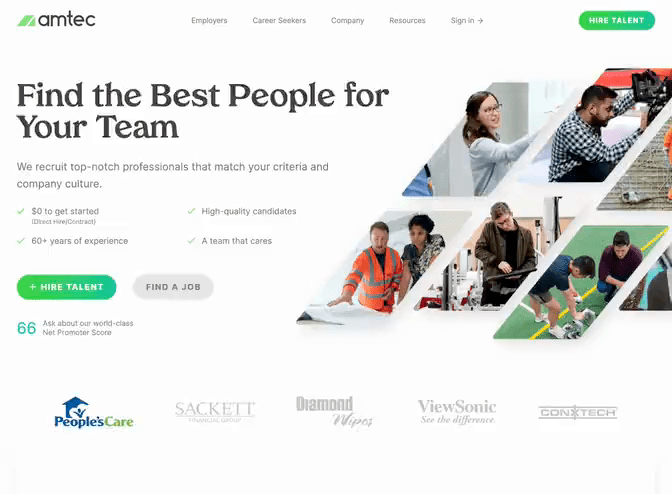 amtec
Employers Career Seekers Company Resources Sign in →
HIRE TALENT
Find the Best People for
Your Team
We recruit top-notch professionals that match your criteria and
company culture.
$0 to get started
(Direct Hire/Contract)
High-quality candidates
60+ years of experience
A team that cares
+ HIRE TALENT
FIND A JOB
66
Ask about our world-class
Net Promoter Score
People'sCare
SACKETT
FINANCIAL GROUP
Diamond
Wipes
ViewSonic
See the difference.
CONXTECH